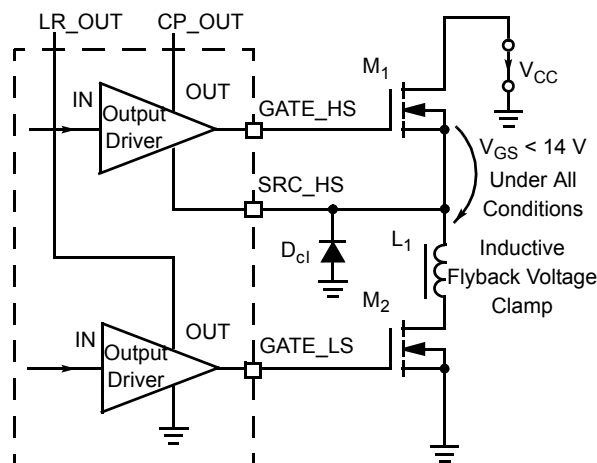 LR_OUT
CP_OUT
M1
VCC
IN
OUT
Output
Driver
GATE_HS
VGS < 14 V
Under All
Conditions
SRC_HS
Dcl
L1
Inductive
Flyback Voltage
Clamp
M2
IN
OUT
Output
Driver
GATE_LS